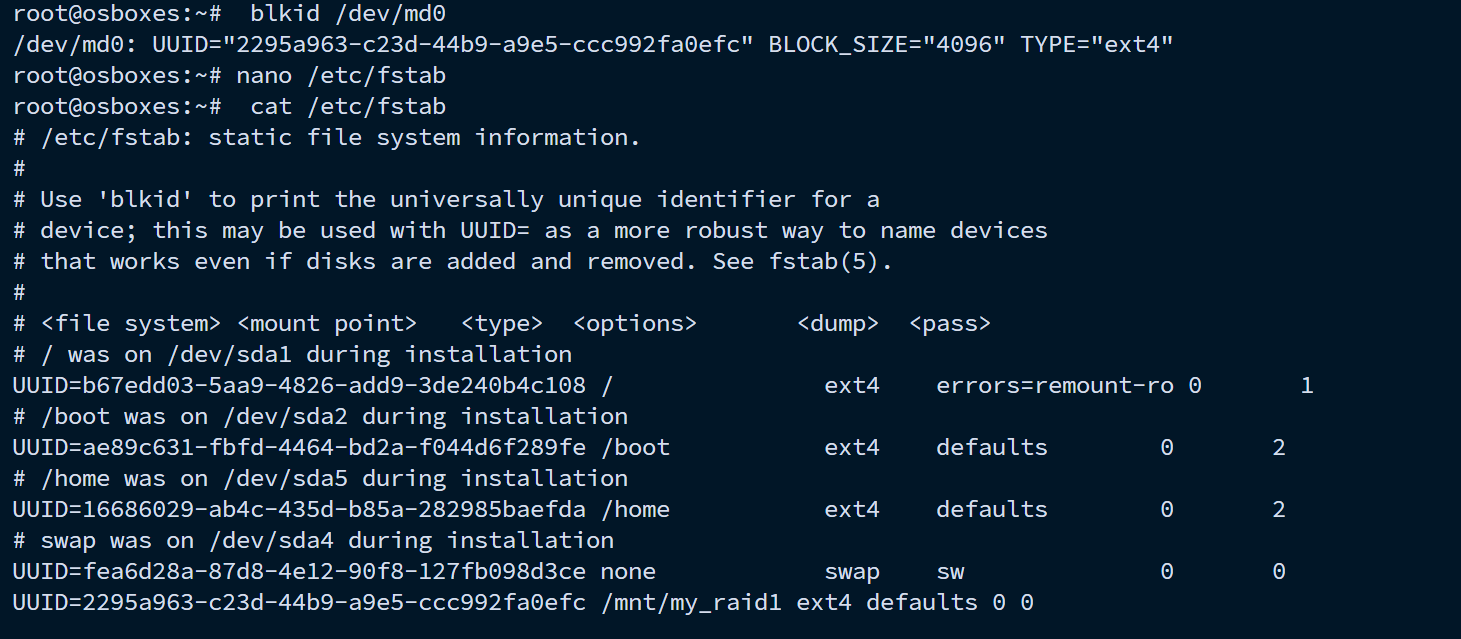 root@osboxes:~#  blkid /dev/md0
/dev/md0: UUID="2295a963-c23d-44b9-a9e5-ccc992fa0efc" BLOCK_SIZE="4096" TYPE="ext4"
root@osboxes:~# nano /etc/fstab
root@osboxes:~#  cat /etc/fstab
# /etc/fstab: static file system information.
#
# Use 'blkid' to print the universally unique identifier for a
# device; this may be used with UUID= as a more robust way to name devices
# that works even if disks are added and removed. See fstab(5).
#
# <file system> <mount point>   <type>  <options>       <dump>  <pass>
# / was on /dev/sda1 during installation
UUID=b67edd03-5aa9-4826-add9-3de240b4c108 /               ext4    errors=remount-ro 0       1
# /boot was on /dev/sda2 during installation
UUID=ae89c631-fbfd-4464-bd2a-f044d6f289fe /boot           ext4    defaults        0       2
# /home was on /dev/sda5 during installation
UUID=16686029-ab4c-435d-b85a-282985baefda /home           ext4    defaults        0       2
# swap was on /dev/sda4 during installation
UUID=fea6d28a-87d8-4e12-90f8-127fb098d3ce none            swap    sw              0       0
UUID=2295a963-c23d-44b9-a9e5-ccc992fa0efc /mnt/my_raid1 ext4 defaults 0 0